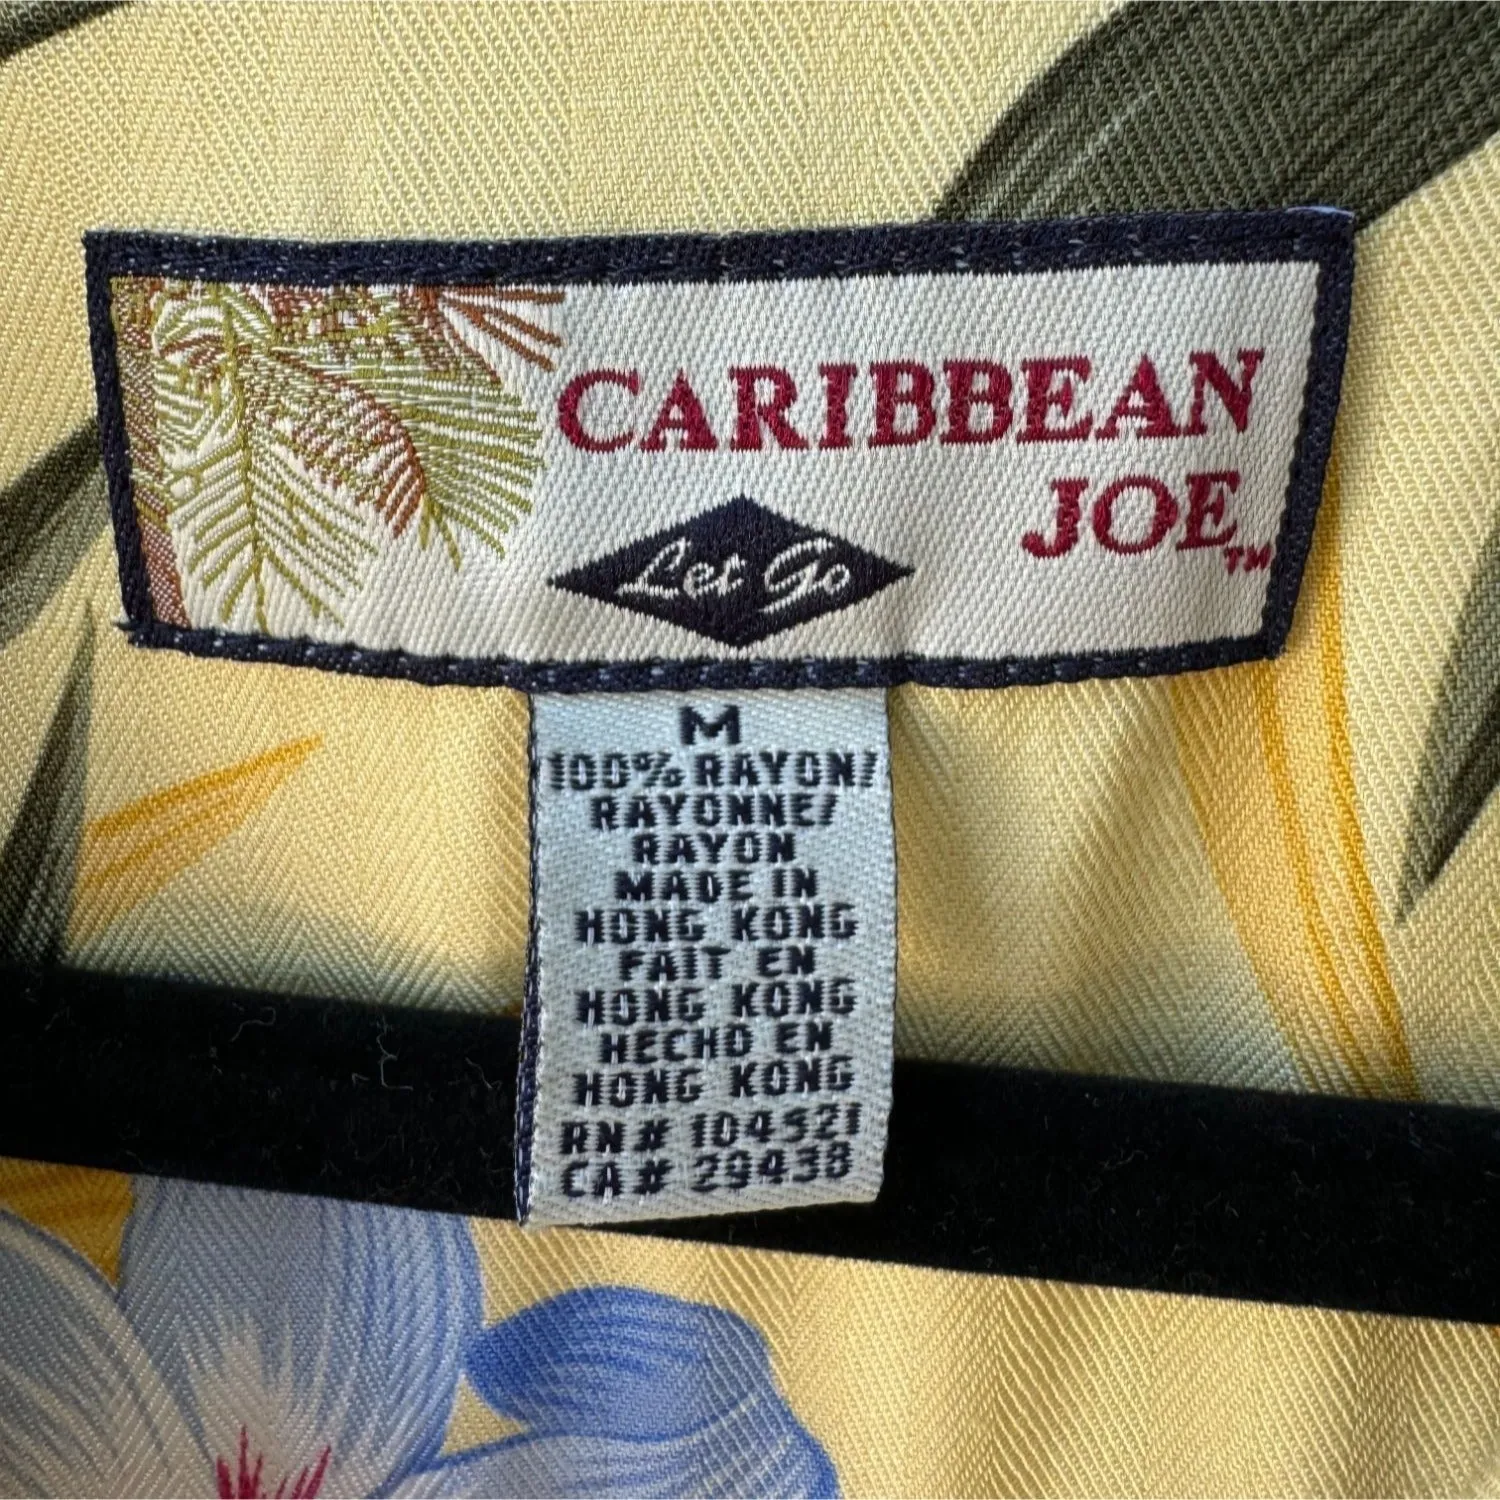 CARIBBEAN
JOE™
Let Go
M
100% RAYON/
RAYONNE/
RAYON
MADE IN
HONG KONG
FAIT EN
HONG KONG
HECHO EN
HONG KONG
RN# 104521
CA# 29438